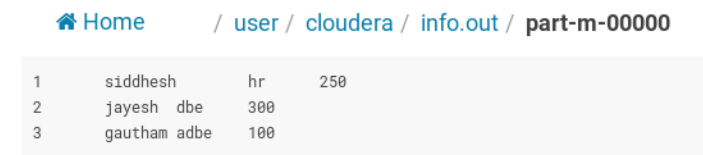 Home / user / cloudera / info.out / part-m-00000
1 siddhesh hr 250
2 jayesh dbe 300
3 gautham adbe 100